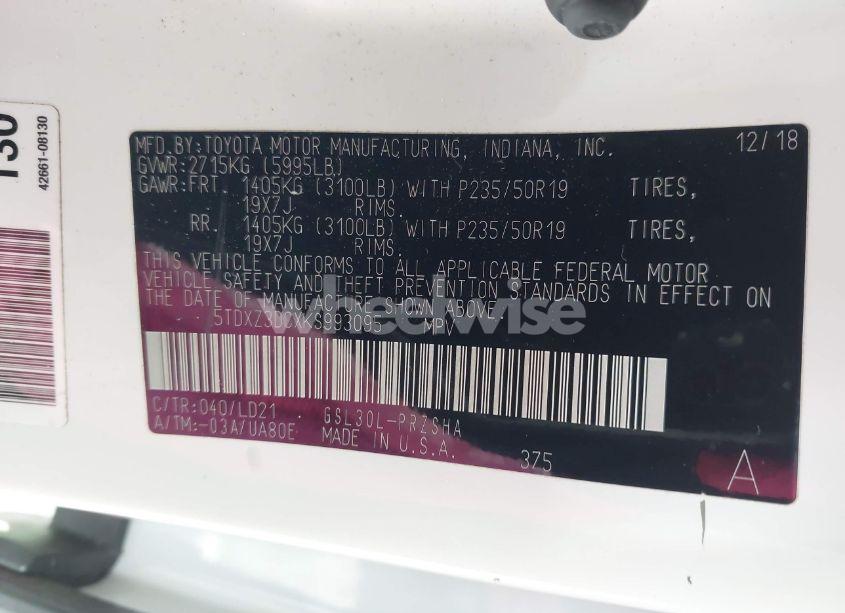 130
42661-08130
MFD.BY:TOYOTA MOTOR MANUFACTURING, INDIANA, INC. 12/18
GVWR:2715KG (5995LB)
GAWR:FRT. 1405KG (3100LB) WITH P235/50R19 TIRES,
19X7J RIMS.
RR. 1405KG (3100LB) WITH P235/50R19 TIRES,
19X7J RIMS.
THIS VEHICLE CONFORMS TO ALL APPLICABLE FEDERAL MOTOR
VEHICLE SAFETY AND THEFT PREVENTION STANDARDS IN EFFECT ON
THE DATE OF MANUFACTURE SHOWN ABOVE.
MPV
wheelwise
C/TR:040/LD21 GSL30L-PRZSHA
A/TM:-03A/UA80E MADE IN U.S.A. 375
A